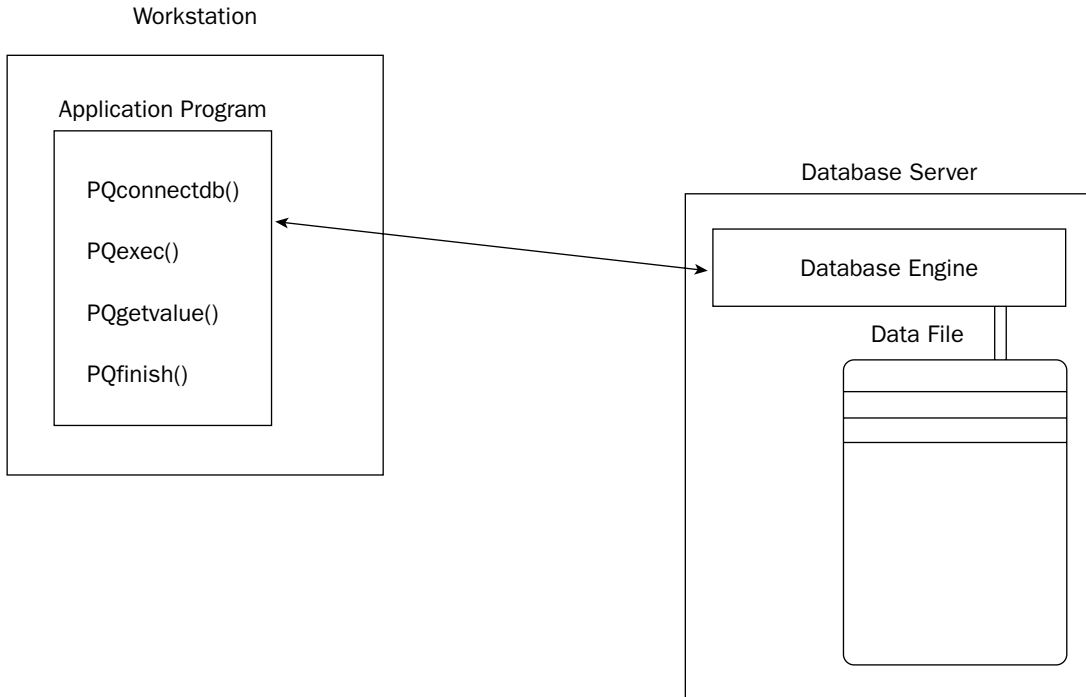 Workstation
Application Program
PQconnectdb()
PQexec()
PQgetvalue()
PQfinish()
Database Server
Database Engine
Data File